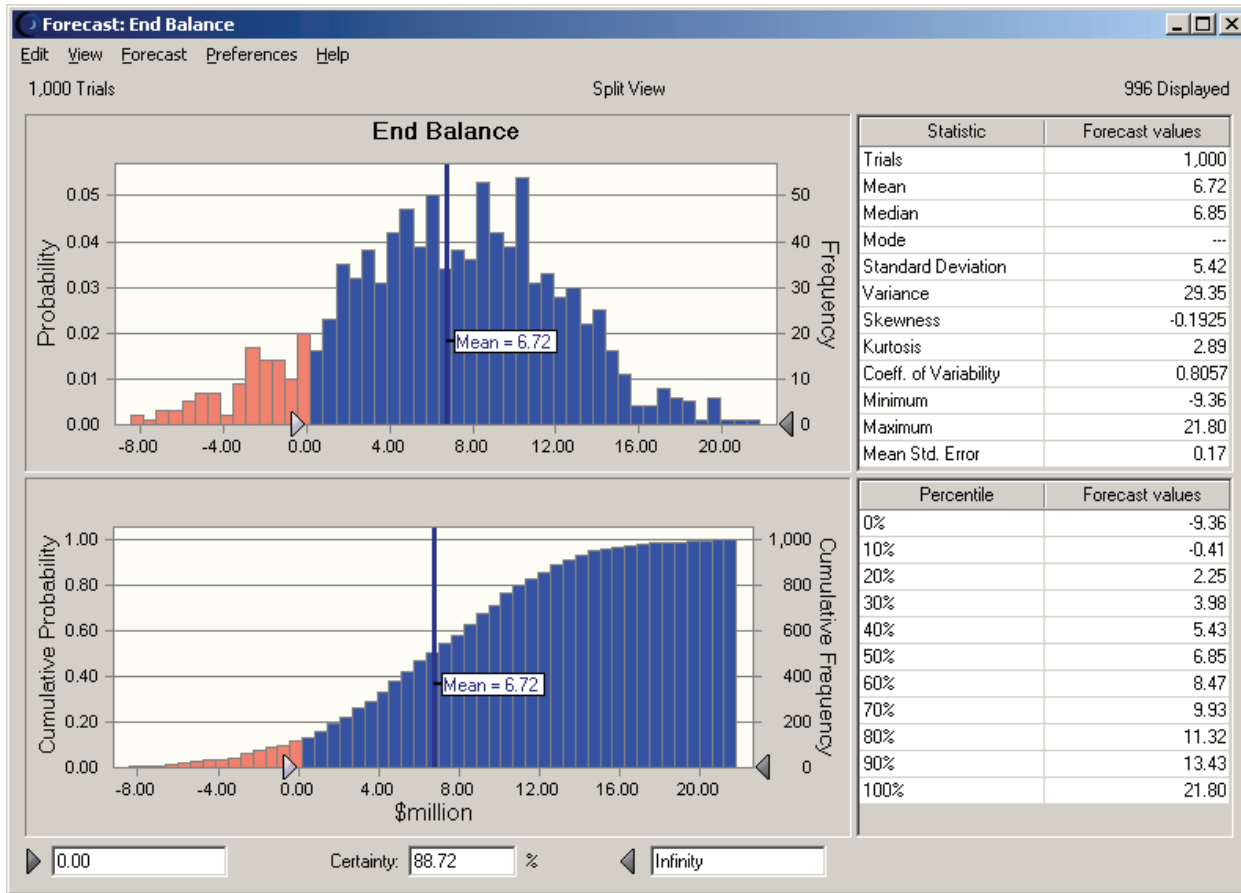 Forecast: End Balance
Edit View Forecast Preferences Help
1,000 Trials Split View 996 Displayed
End Balance
Probability
0.05
0.04
0.03
0.02
0.01
0.00
50
40
30
20
10
0
Frequency
Mean = 6.72
-8.00 -4.00 0.00 4.00 8.00 12.00 16.00 20.00
Statistic Forecast values
Trials 1,000
Mean 6.72
Median 6.85
Mode ---
Standard Deviation 5.42
Variance 29.35
Skewness -0.1925
Kurtosis 2.89
Coeff. of Variability 0.8057
Minimum -9.36
Maximum 21.80
Mean Std. Error 0.17
Cumulative Probability
1.00
0.80
0.60
0.40
0.20
0.00
1,000
800
600
400
200
0
Cumulative Frequency
Mean = 6.72
-8.00 -4.00 0.00 4.00 8.00 12.00 16.00 20.00
$million
Percentile Forecast values
0% -9.36
10% -0.41
20% 2.25
30% 3.98
40% 5.43
50% 6.85
60% 8.47
70% 9.93
80% 11.32
90% 13.43
100% 21.80
0.00 Certainty: 88.72 % Infinity